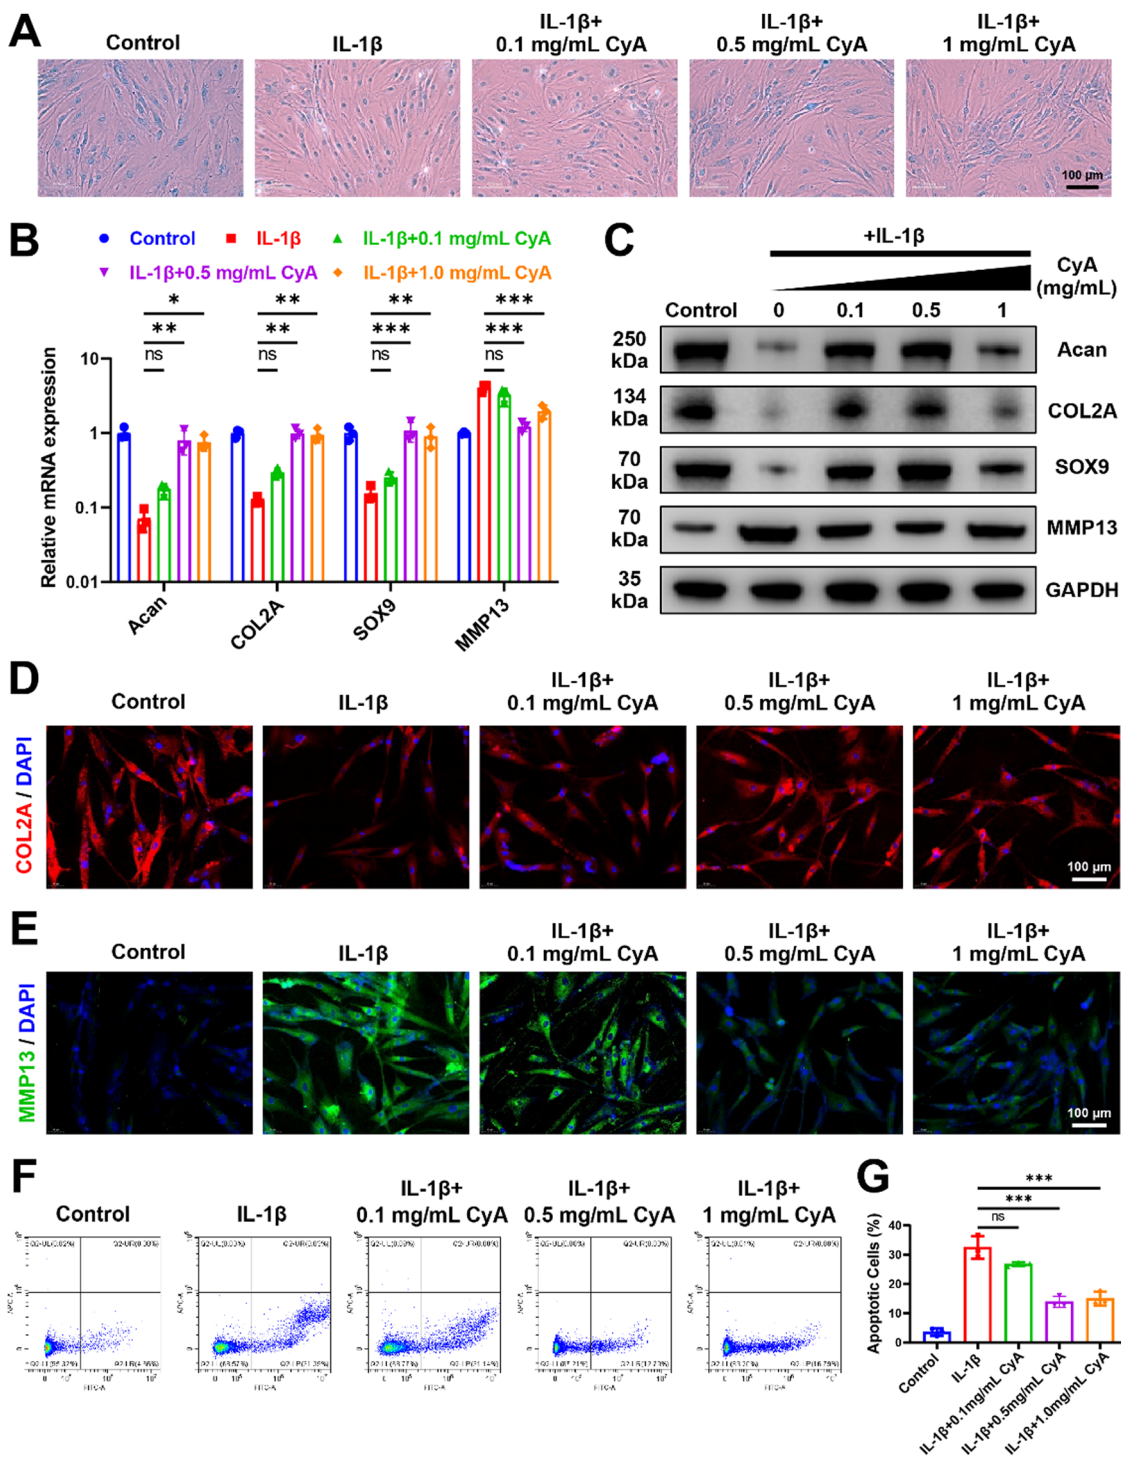 A
Control
IL-1β
IL-1β+
0.1 mg/mL CyA
IL-1β+
0.5 mg/mL CyA
IL-1β+
1 mg/mL CyA
100 μm
B
Control
IL-1β
IL-1β+0.1 mg/mL CyA
IL-1β+0.5 mg/mL CyA
IL-1β+1.0 mg/mL CyA
* ** ** ***
** ** *** ***
ns ns ns ns
Relative mRNA expression
10
1
0.1
0.01
Acan
COL2A
SOX9
MMP13
C
+IL-1β
CyA
(mg/mL)
Control 0 0.1 0.5 1
250
kDa
Acan
134
kDa
COL2A
70
kDa
SOX9
70
kDa
MMP13
35
kDa
GAPDH
D
Control
IL-1β
IL-1β+
0.1 mg/mL CyA
IL-1β+
0.5 mg/mL CyA
IL-1β+
1 mg/mL CyA
COL2A / DAPI
100 μm
E
Control
IL-1β
IL-1β+
0.1 mg/mL CyA
IL-1β+
0.5 mg/mL CyA
IL-1β+
1 mg/mL CyA
MMP13 / DAPI
100 μm
F
Control
IL-1β
IL-1β+
0.1 mg/mL CyA
IL-1β+
0.5 mg/mL CyA
IL-1β+
1 mg/mL CyA
APC-A
FITC-A
APC-A
FITC-A
APC-A
FITC-A
APC-A
FITC-A
APC-A
FITC-A
G
***
***
ns
Apoptotic Cells (%)
40
30
20
10
0
Control
IL-1β
IL-1β+0.1mg/mL CyA
IL-1β+0.5mg/mL CyA
IL-1β+1.0mg/mL CyA